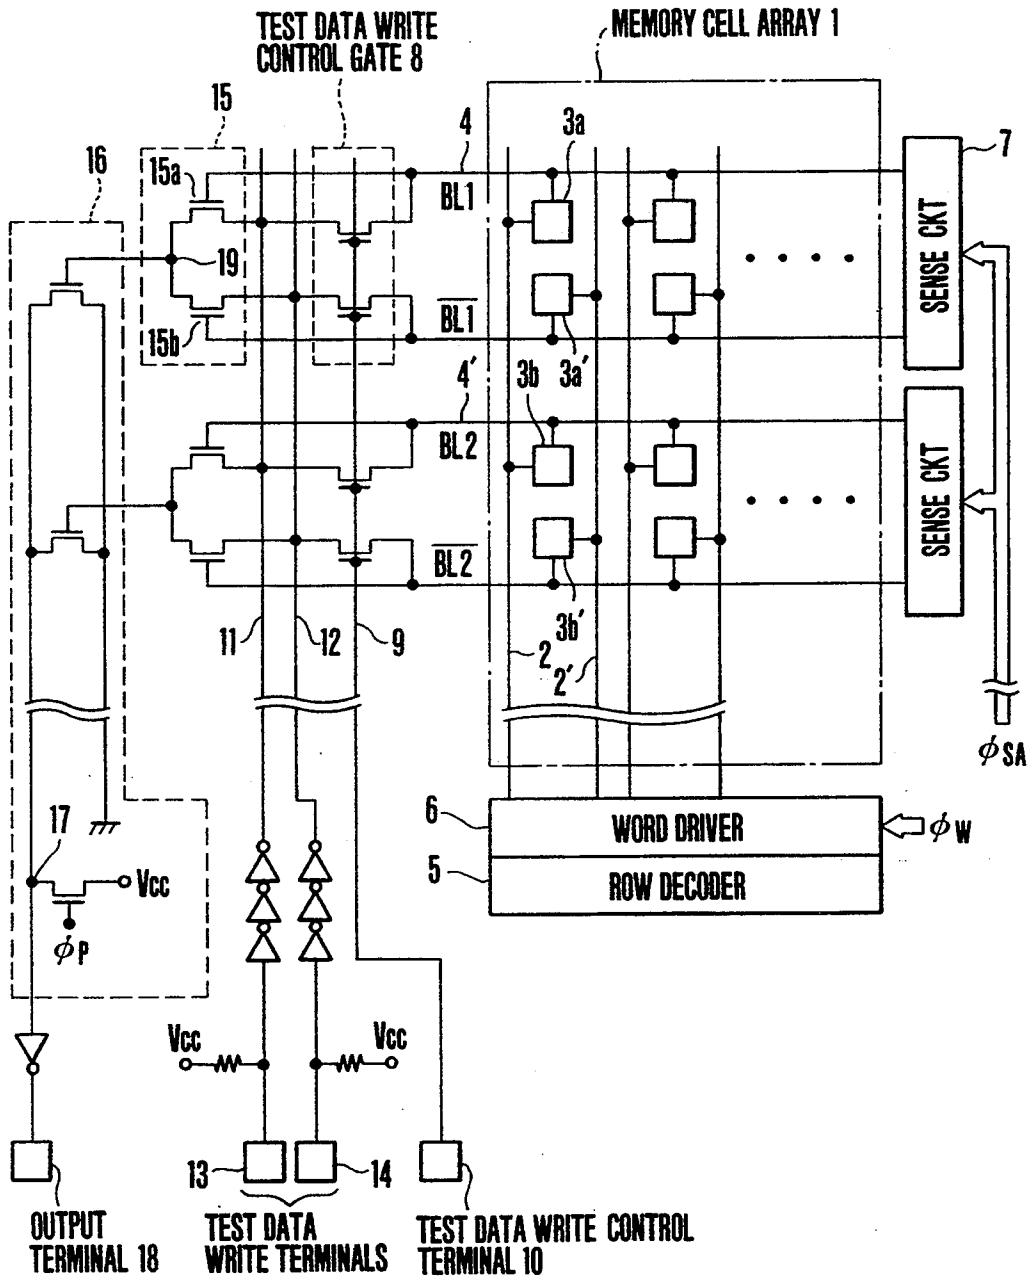 TEST DATA WRITE
CONTROL GATE 8
MEMORY CELL ARRAY 1
15
4
3a
7
16
15a
BL1
SENSE CKT
19
15b
B̅L̅1̅
3b
3a′
4′
BL2
SENSE CKT
B̅L̅2̅
3b′
11
12
9
2
2′
ϕSA
17
6
WORD DRIVER
ϕW
Vcc
5
ROW DECODER
ϕP
Vcc
Vcc
13
14
OUTPUT
TERMINAL 18
TEST DATA
WRITE TERMINALS
TEST DATA WRITE CONTROL
TERMINAL 10